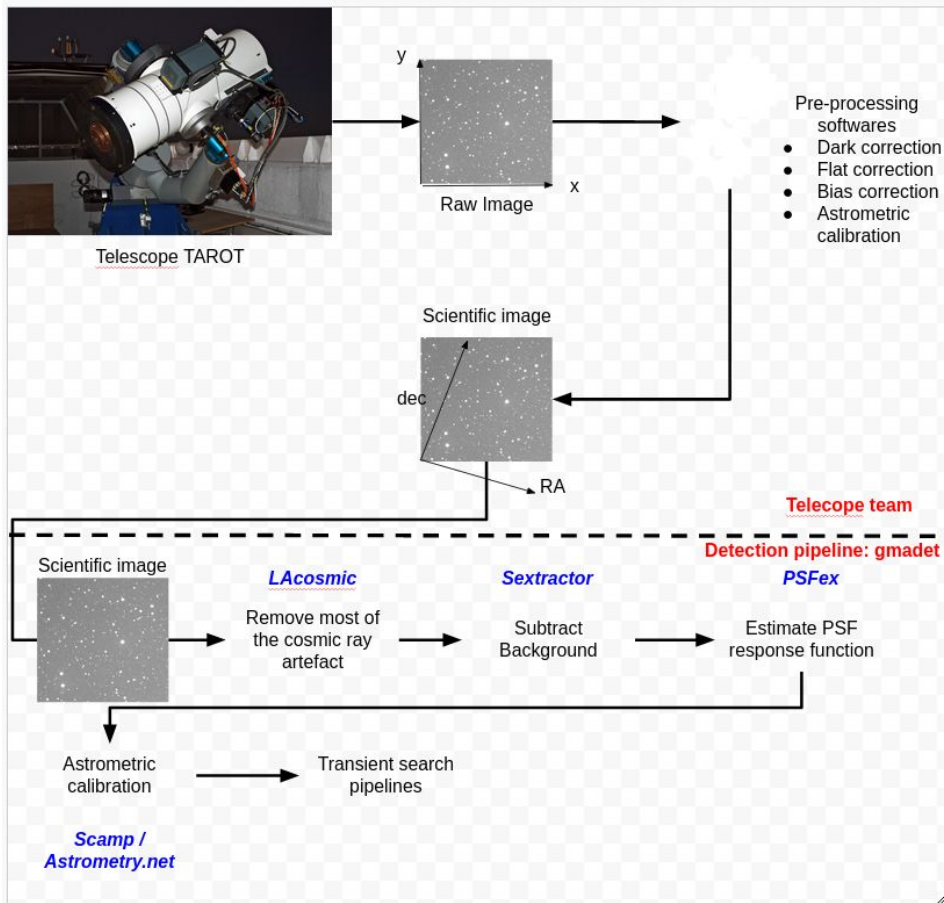 y
Pre-processing
softwares
● Dark correction
● Flat correction
● Bias correction
● Astrometric
calibration
x
Raw Image
Telescope TAROT
Scientific image
dec
RA
Telecope team
Detection pipeline: gmadet
Scientific image
LAcosmic
Remove most of
the cosmic ray
artefact
Sextractor
Subtract
Background
PSFex
Estimate PSF
response function
Astrometric
calibration
Transient search
pipelines
Scamp /
Astrometry.net